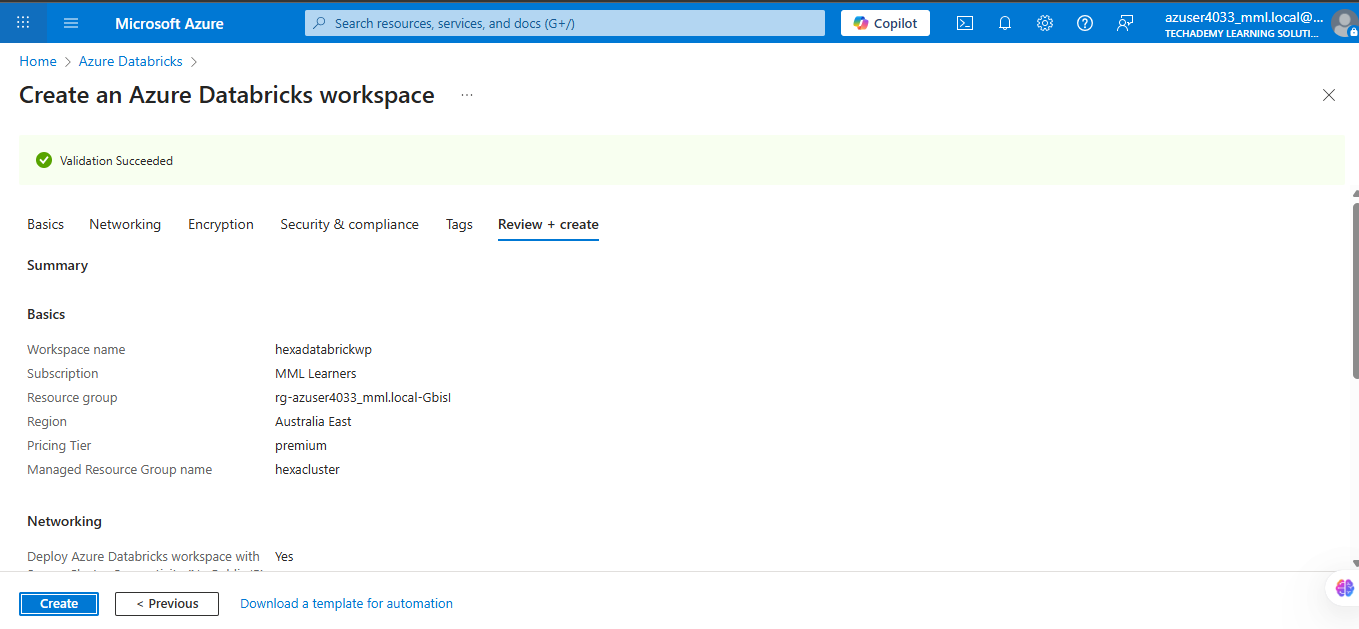 Microsoft Azure
Search resources, services, and docs (G+/)
Copilot
azuser4033_mml.local@...
TECHADEMY LEARNING SOLUTI...
Home > Azure Databricks >
Create an Azure Databricks workspace ...
Validation Succeeded
Basics Networking Encryption Security & compliance Tags Review + create
Summary
Basics
Workspace name hexadatabrickwp
Subscription MML Learners
Resource group rg-azuser4033_mml.local-GbisI
Region Australia East
Pricing Tier premium
Managed Resource Group name hexacluster
Networking
Deploy Azure Databricks workspace with Yes
Create < Previous Download a template for automation